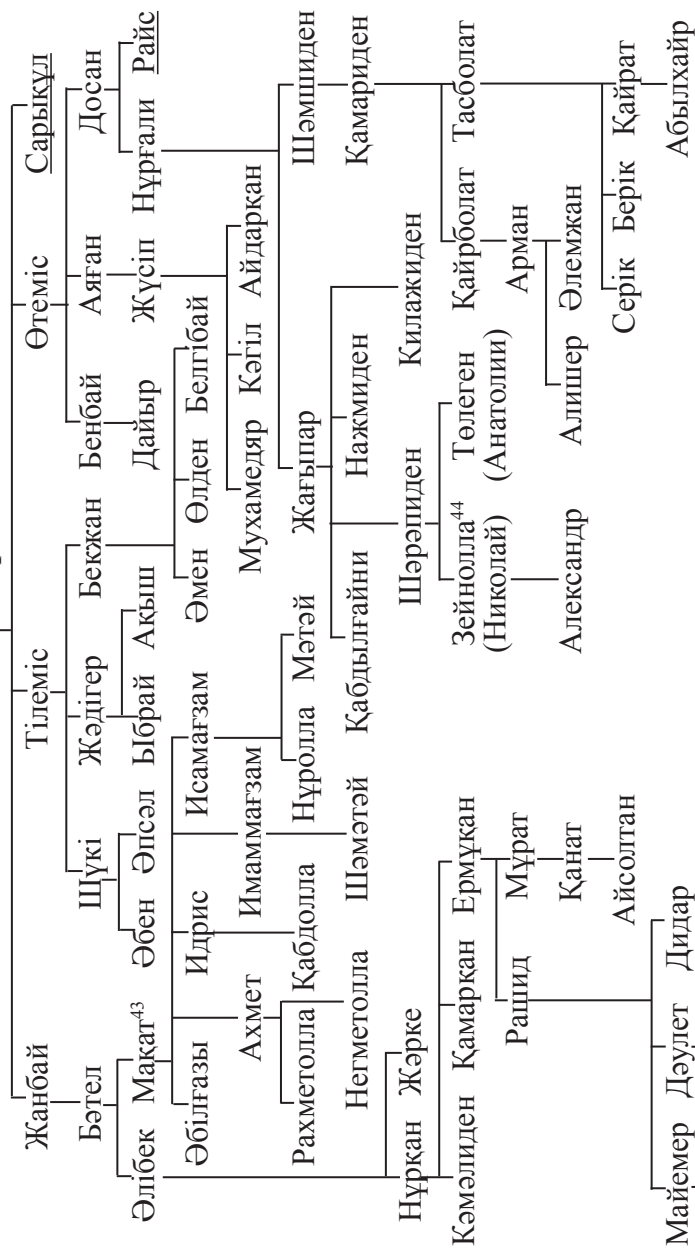 Жанбай Тілеміс Өтеміс Сарыкүл
Бәтел Шүкі Жәдігер Бекжан Бенбай Аяған Досан
Әлібек Мақат43 Әбен Әпсәл Ыбрай Ақыш Дайыр Жүсіп Нұрғали Райс
Әбілғазы Идрис Исамағзам Әмен Өлден Белгібай
Ахмет Имаммағзам Мухамедяр Кәгіл Айдарқан
Рахметолла Қабдолла Нұролла Мәтәй Жағыпар Шәмшиден
Негметолла Шәмәтәй Қабдылғайни Нажмиден Қамариден
Нұрқан Жәрке Шәрәпиден Килажиден
Кәмәлиден Қамарқан Ермұқан Зейнолла44 Төлеген Қайрболат Тасболат
(Николай) (Анатолии)
Рашид Мұрат Арман
Қанат Александр Алишер Әлемжан
Айсолтан Серік Берік Қайрат
Майемер Дәулет Дидар Абылхайр